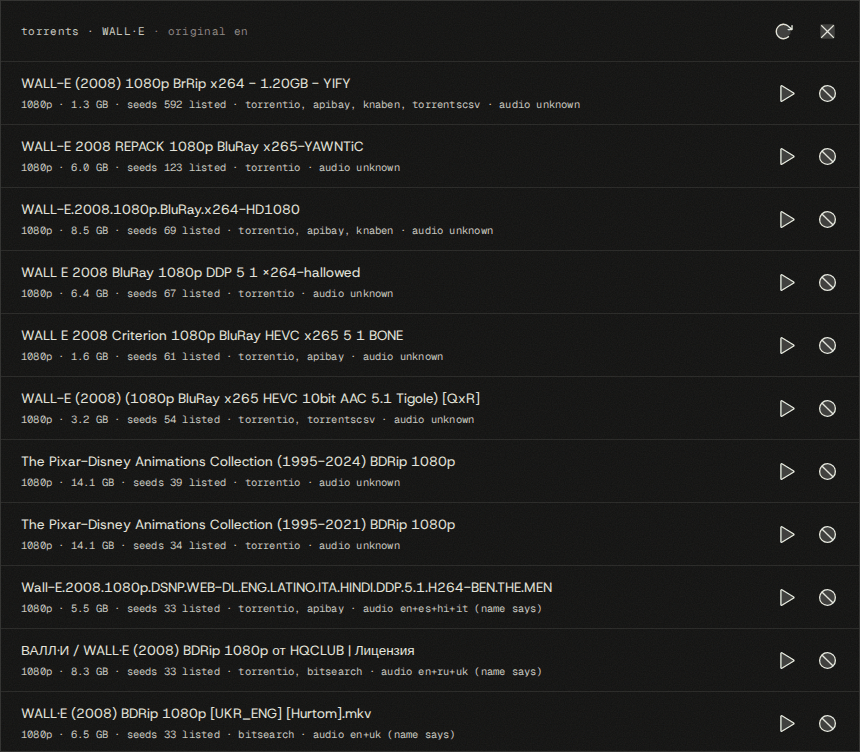 torrents · WALL·E · original en
WALL-E (2008) 1080p BrRip x264 - 1.20GB - YIFY
1080p · 1.3 GB · seeds 592 listed · torrentio, apibay, knaben, torrentscsv · audio unknown
WALL-E 2008 REPACK 1080p BluRay x265-YAWNTiC
1080p · 6.0 GB · seeds 123 listed · torrentio · audio unknown
WALL-E.2008.1080p.BluRay.x264-HD1080
1080p · 8.5 GB · seeds 69 listed · torrentio, apibay, knaben · audio unknown
WALL E 2008 BluRay 1080p DDP 5 1 x264-hallowed
1080p · 6.4 GB · seeds 67 listed · torrentio · audio unknown
WALL E 2008 Criterion 1080p BluRay HEVC x265 5 1 BONE
1080p · 1.6 GB · seeds 61 listed · torrentio, apibay · audio unknown
WALL-E (2008) (1080p BluRay x265 HEVC 10bit AAC 5.1 Tigole) [QxR]
1080p · 3.2 GB · seeds 54 listed · torrentio, torrentscsv · audio unknown
The Pixar-Disney Animations Collection (1995-2024) BDRip 1080p
1080p · 14.1 GB · seeds 39 listed · torrentio · audio unknown
The Pixar-Disney Animations Collection (1995-2021) BDRip 1080p
1080p · 14.1 GB · seeds 34 listed · torrentio · audio unknown
Wall-E.2008.1080p.DSNP.WEB-DL.ENG.LATINO.ITA.HINDI.DDP.5.1.H264-BEN.THE.MEN
1080p · 5.5 GB · seeds 33 listed · torrentio, apibay · audio en+es+hi+it (name says)
ВАЛЛ·И / WALL·E (2008) BDRip 1080p от HQCLUB | Лицензия
1080p · 8.3 GB · seeds 33 listed · torrentio, bitsearch · audio en+ru+uk (name says)
WALL·E (2008) BDRip 1080p [UKR_ENG] [Hurtom].mkv
1080p · 6.5 GB · seeds 33 listed · bitsearch · audio en+uk (name says)